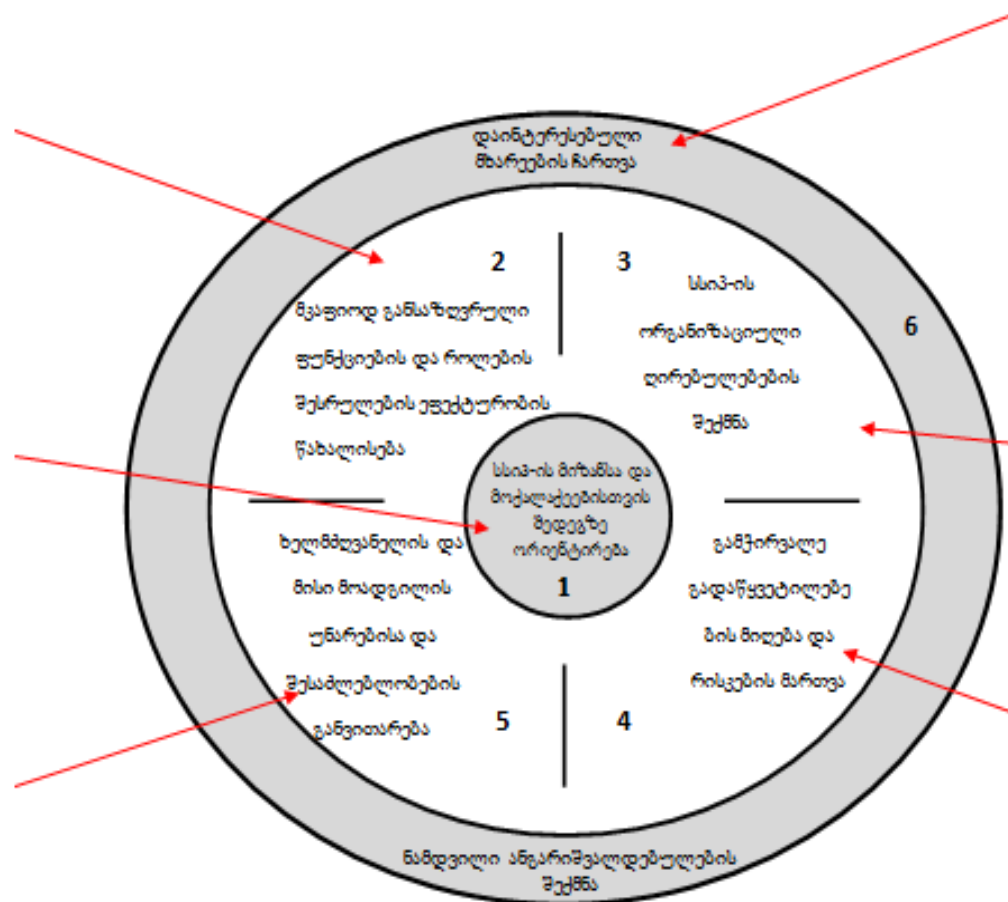 დაინტერესებული
მხარეების ჩართვა
2
მკაფიოდ განსაზღვრული
ფუნქციების და როლების
შესრულების ეფექტურობის
წახალისება
3
სსიპ-ის
ორგანიზაციული
ღირებულებების
შექმნა
6
სსიპ-ის მიზანსა და
მოქალაქეებისთვის
შედეგზე
ორიენტირება
1
ხელმძღვანელის და
მისი მოადგილის
უნარებისა და
შესაძლებლობების
განვითარება
5
გამჭირვალე
გადაწყვეტილებე
ბის მიღება და
რისკების მართვა
4
ნამდვილი ანგარიშვალდებულების
შექმნა